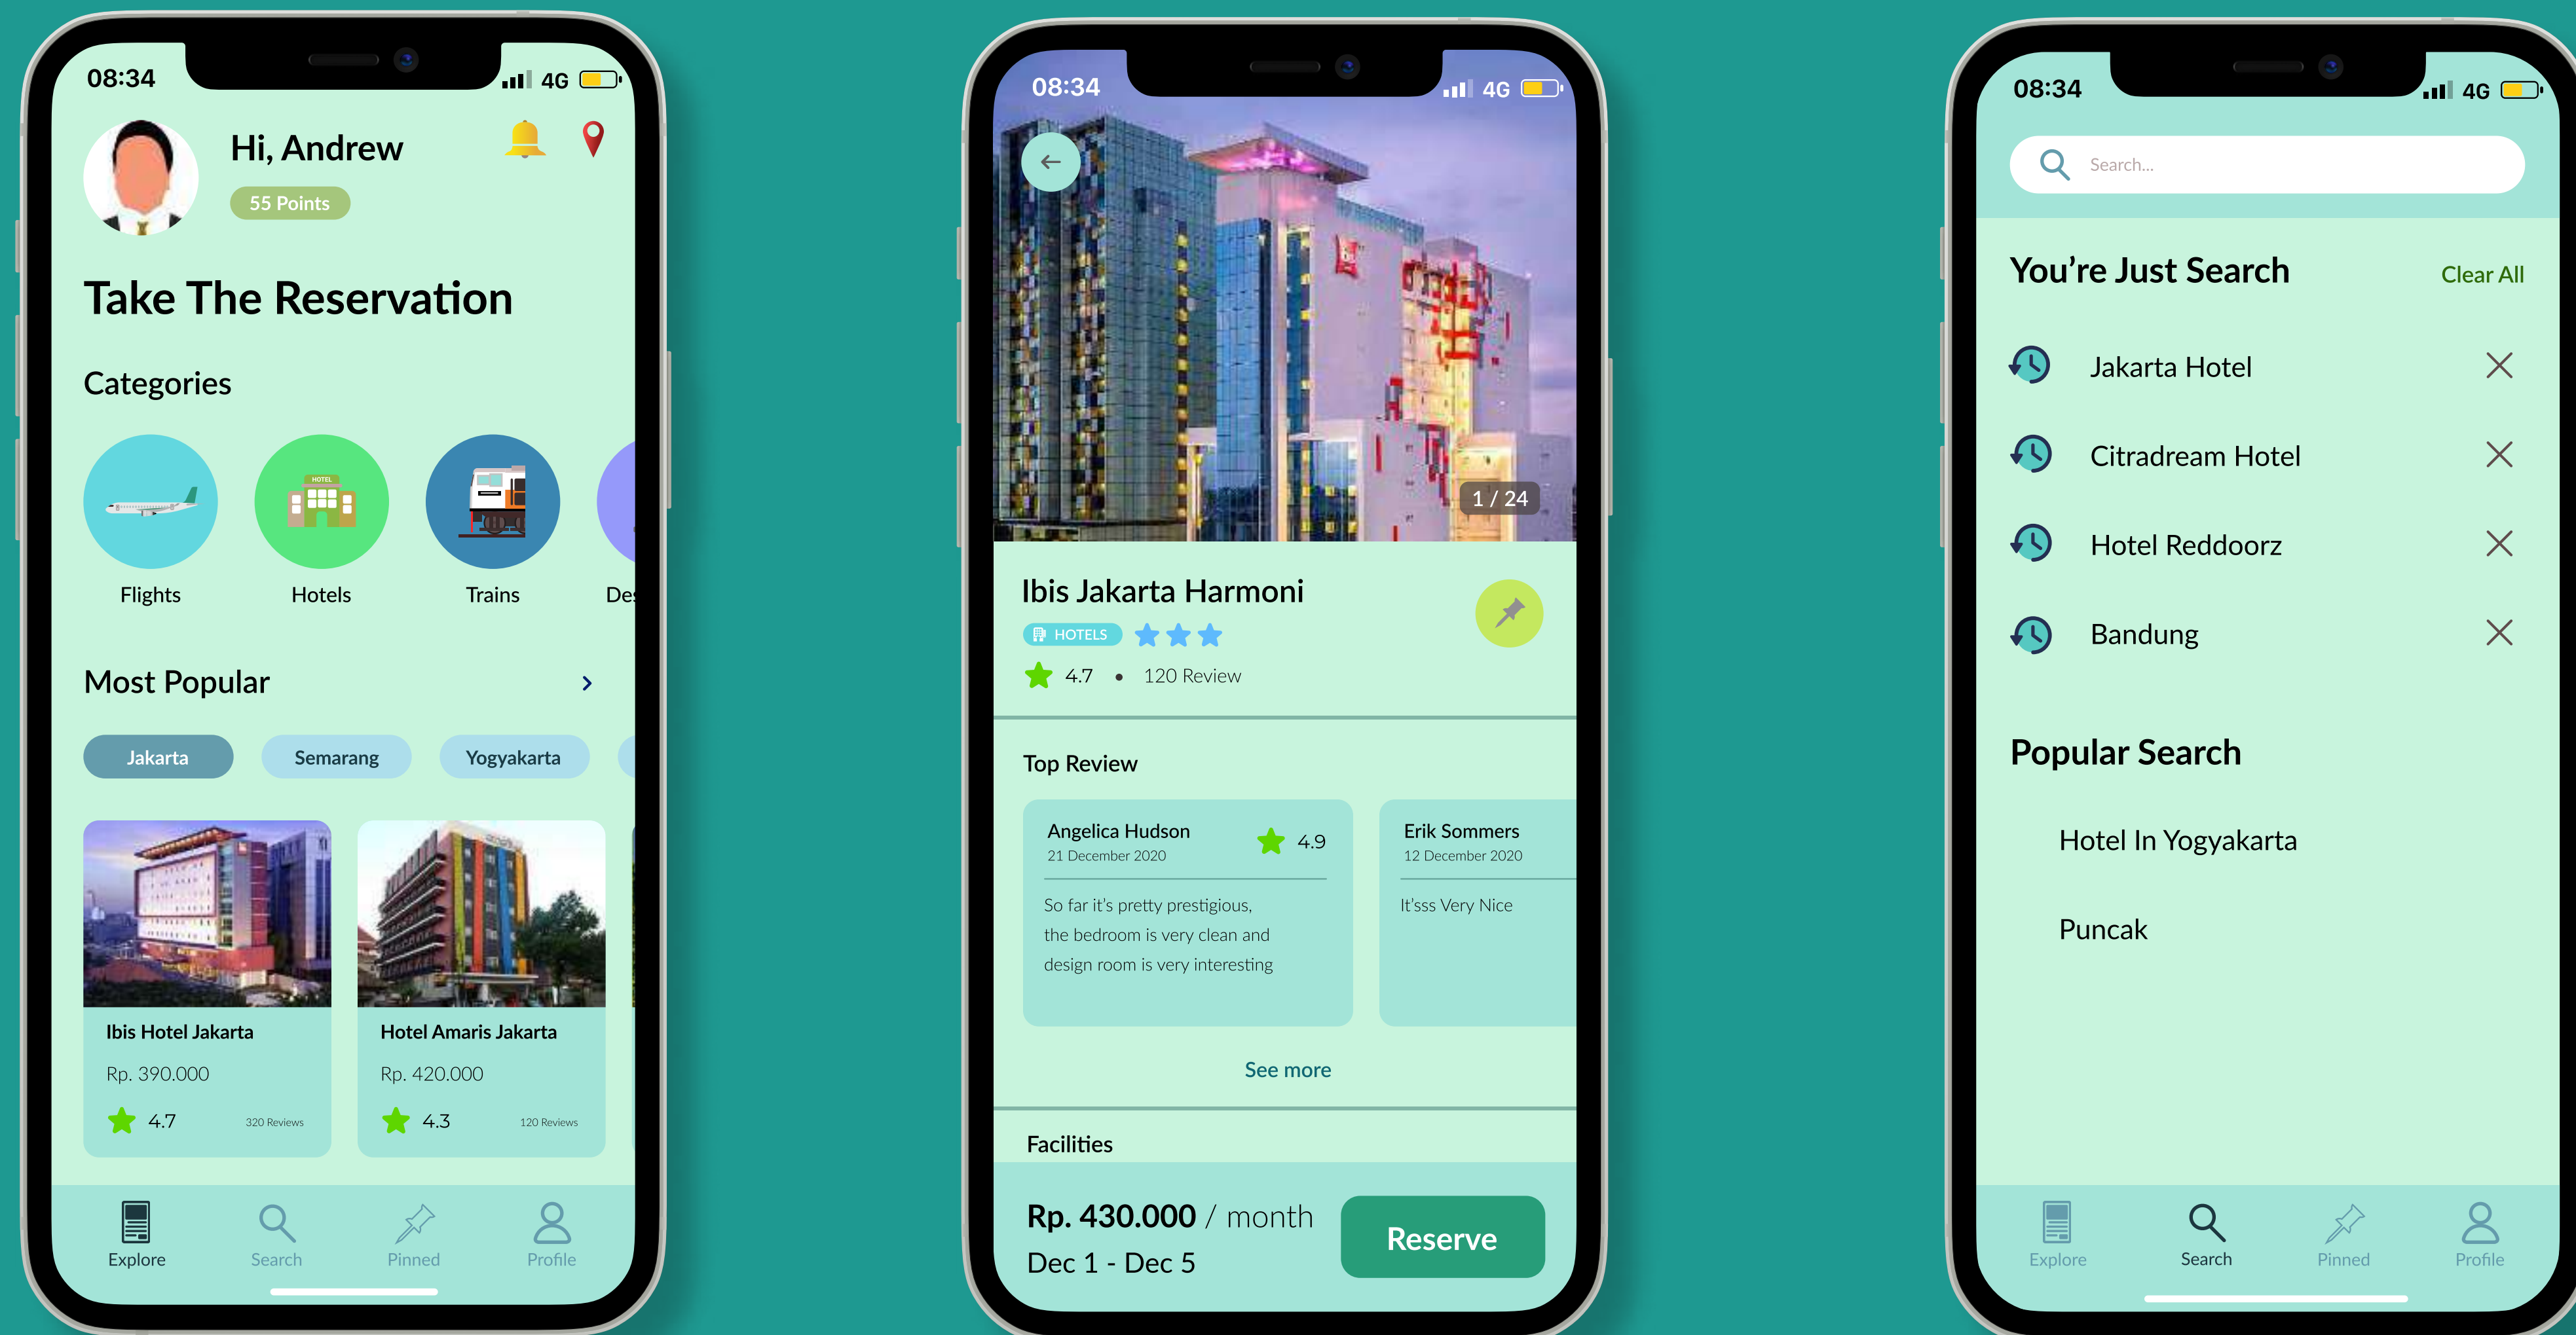 08:34
4G
Hi, Andrew
55 Points
Take The Reservation
Categories
HOTEL
Flights
Hotels
Trains
Des
Most Popular
Jakarta
Semarang
Yogyakarta
Ibis Hotel Jakarta
Rp. 390.000
4.7
320 Reviews
Hotel Amaris Jakarta
Rp. 420.000
4.3
120 Reviews
Explore
Search
Pinned
Profile
08:34
4G
1 / 24
Ibis Jakarta Harmoni
HOTELS
4.7 • 120 Review
Top Review
Angelica Hudson
21 December 2020
4.9
So far it's pretty prestigious,
the bedroom is very clean and
design room is very interesting
Erik Sommers
12 December 2020
It'sss Very Nice
See more
Facilities
Rp. 430.000 / month
Dec 1 - Dec 5
Reserve
08:34
4G
Search...
You're Just Search
Clear All
Jakarta Hotel
Citradream Hotel
Hotel Reddoorz
Bandung
Popular Search
Hotel In Yogyakarta
Puncak
Explore
Search
Pinned
Profile